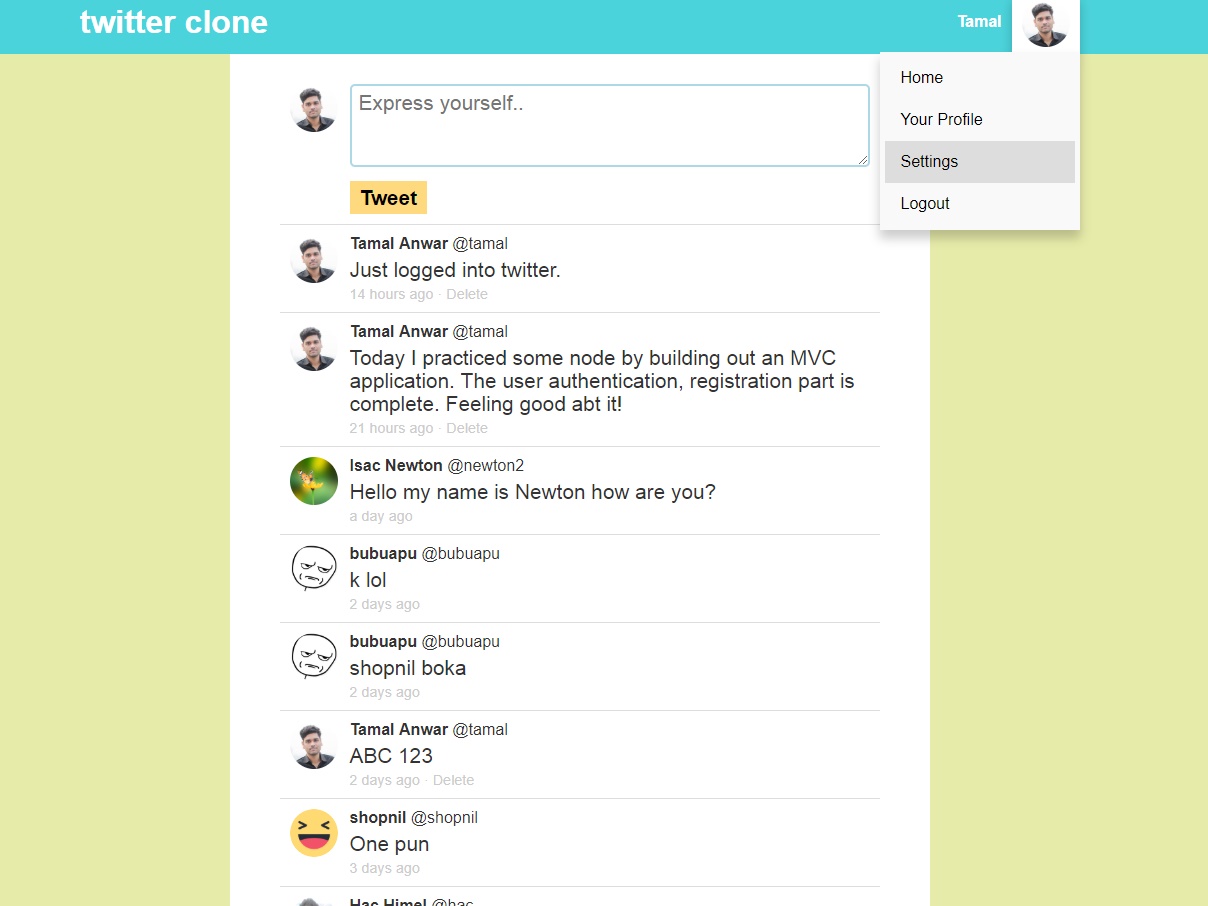 twitter clone
Tamal
Home
Your Profile
Settings
Logout
Express yourself..
Tweet
Tamal Anwar @tamal
Just logged into twitter.
14 hours ago · Delete
Tamal Anwar @tamal
Today I practiced some node by building out an MVC
application. The user authentication, registration part is
complete. Feeling good abt it!
21 hours ago · Delete
Isac Newton @newton2
Hello my name is Newton how are you?
a day ago
bubuapu @bubuapu
k lol
2 days ago
bubuapu @bubuapu
shopnil boka
2 days ago
Tamal Anwar @tamal
ABC 123
2 days ago · Delete
shopnil @shopnil
One pun
3 days ago
Hac Himel @hac